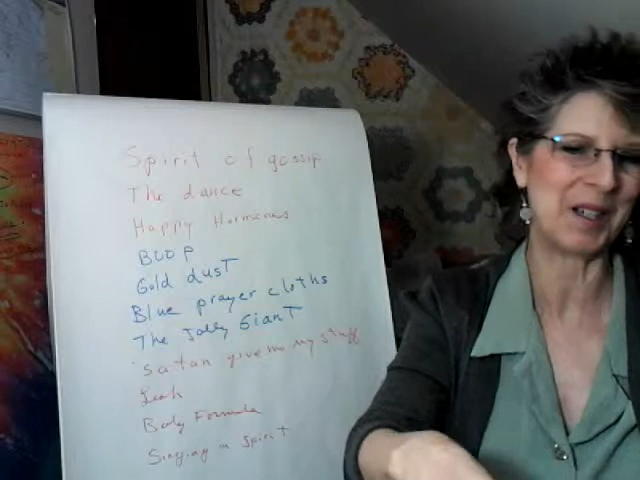 Spirit of gossip
The dance
Happy Hormones
BOOP
Gold dust
Blue prayer cloths
The Jolly Giant
Satan give me my stuff
Leah
Body Formula
Singing in Spirit